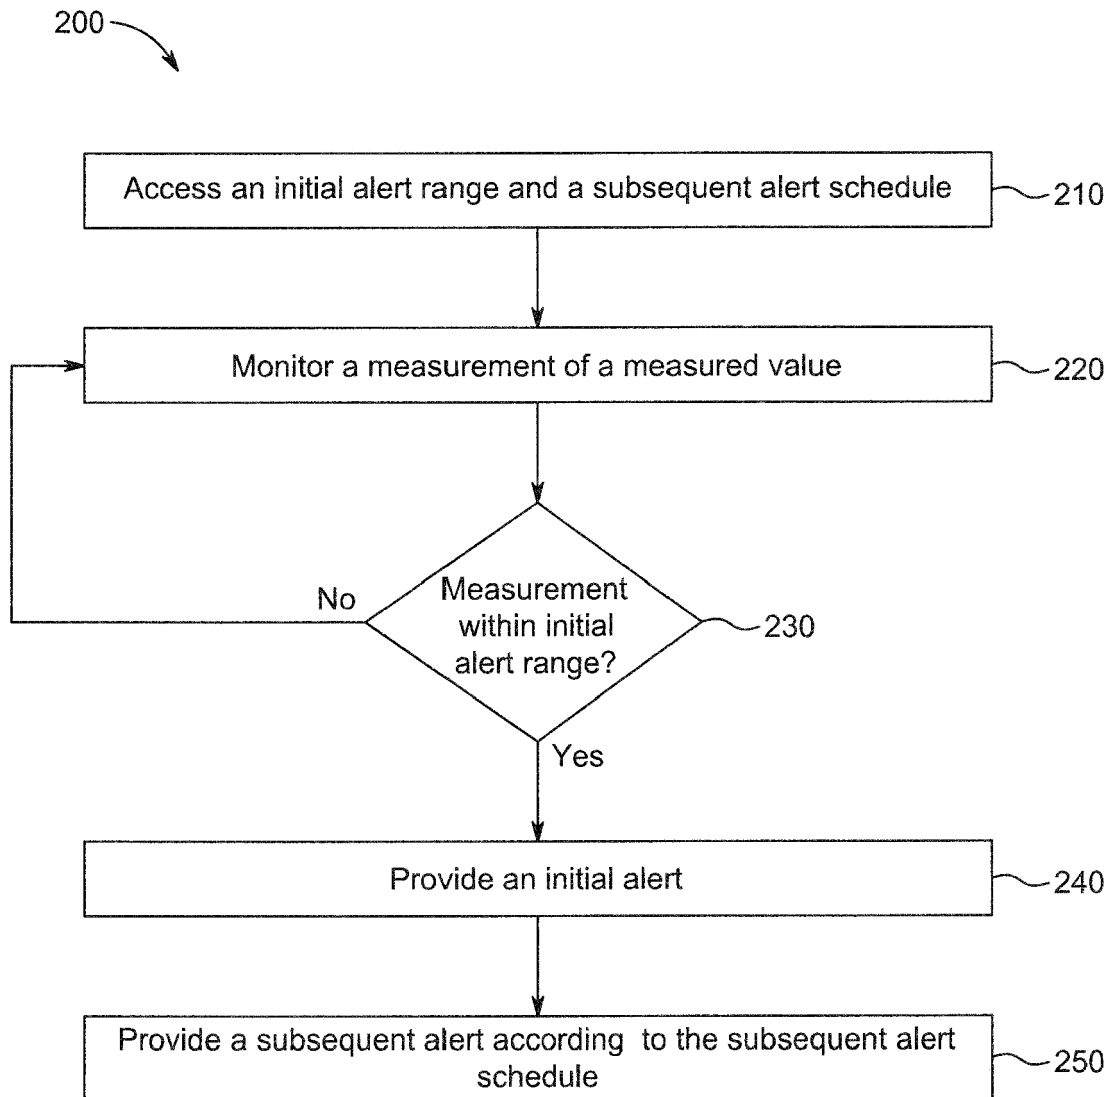 200
Access an initial alert range and a subsequent alert schedule
210
Monitor a measurement of a measured value
220
No
Measurement
within initial
alert range?
230
Yes
Provide an initial alert
240
Provide a subsequent alert according to the subsequent alert
schedule
250